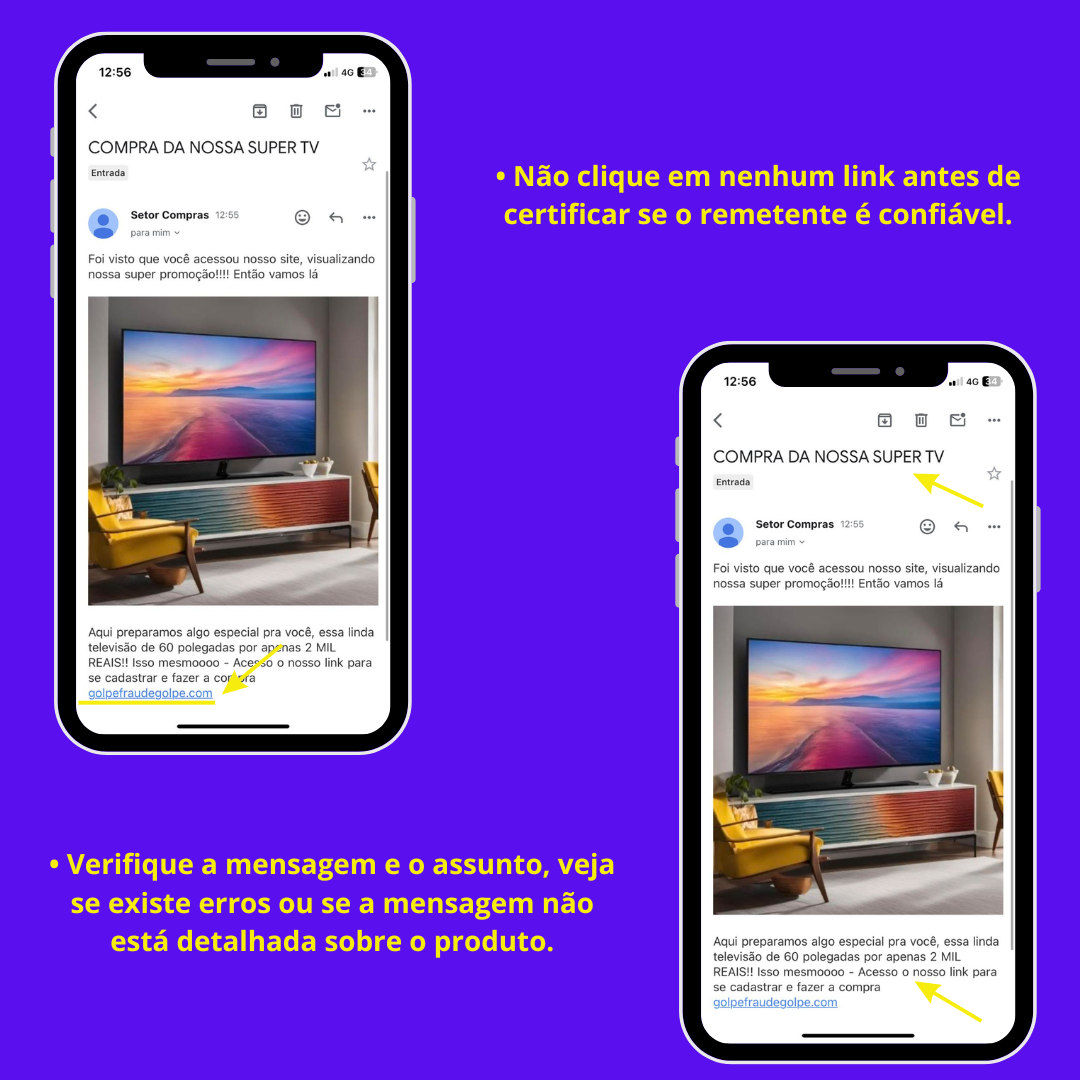 12:56
4G 34
COMPRA DA NOSSA SUPER TV
Entrada
Setor Compras 12:55
para mim
Foi visto que você acessou nosso site, visualizando
nossa super promoção!!!! Então vamos lá
Aqui preparamos algo especial pra você, essa linda
televisão de 60 polegadas por apenas 2 MIL
REAIS!! Isso mesmoooo - Acesso o nosso link para
se cadastrar e fazer a compra
golpefraudegolpe.com
• Não clique em nenhum link antes de
certificar se o remetente é confiável.
• Verifique a mensagem e o assunto, veja
se existe erros ou se a mensagem não
está detalhada sobre o produto.
12:56
4G 34
COMPRA DA NOSSA SUPER TV
Entrada
Setor Compras 12:55
para mim
Foi visto que você acessou nosso site, visualizando
nossa super promoção!!!! Então vamos lá
Aqui preparamos algo especial pra você, essa linda
televisão de 60 polegadas por apenas 2 MIL
REAIS!! Isso mesmoooo - Acesso o nosso link para
se cadastrar e fazer a compra
golpefraudegolpe.com